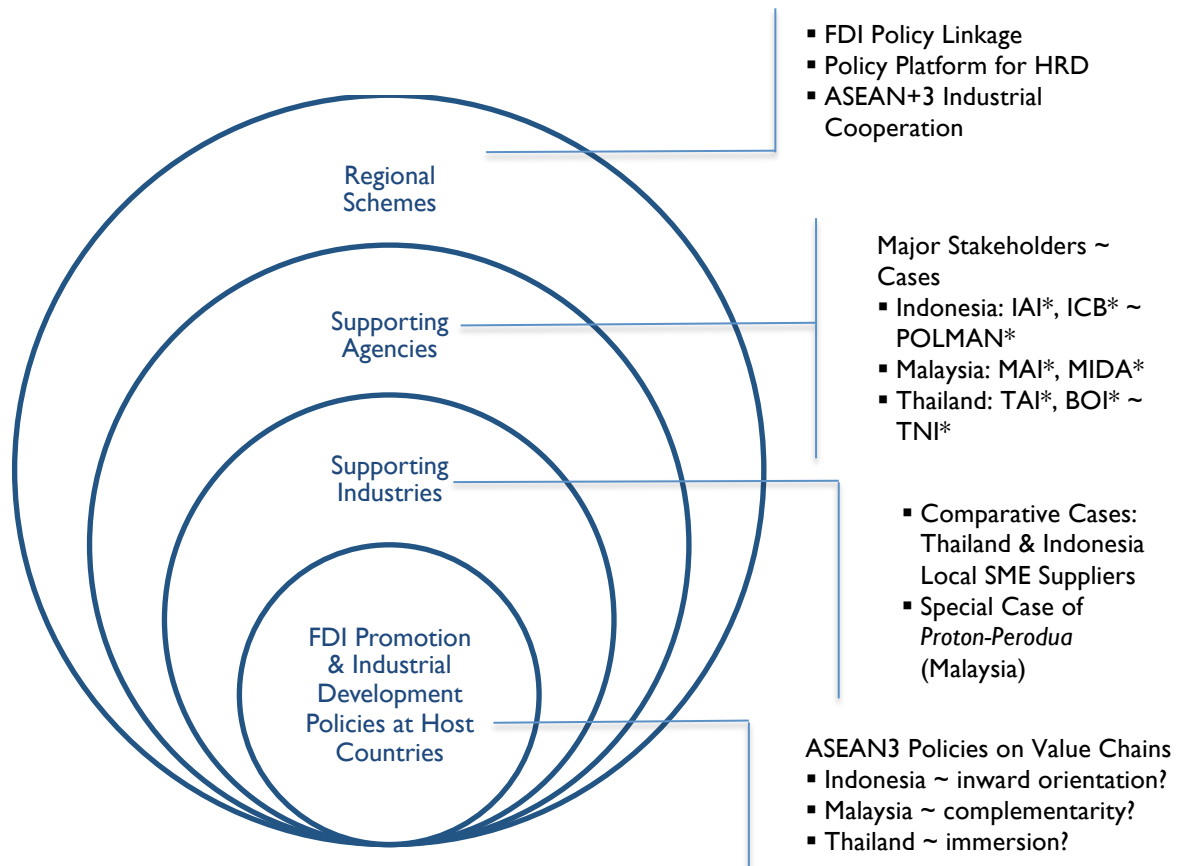 ▪ FDI Policy Linkage
▪ Policy Platform for HRD
▪ ASEAN+3 Industrial
Cooperation
Regional
Schemes
Major Stakeholders ~
Cases
▪ Indonesia: IAI*, ICB* ~
POLMAN*
▪ Malaysia: MAI*, MIDA*
▪ Thailand: TAI*, BOI* ~
TNI*
Supporting
Agencies
Supporting
Industries
▪ Comparative Cases:
Thailand & Indonesia
Local SME Suppliers
▪ Special Case of
Proton-Perodua
(Malaysia)
FDI Promotion
& Industrial
Development
Policies at Host
Countries
ASEAN3 Policies on Value Chains
▪ Indonesia ~ inward orientation?
▪ Malaysia ~ complementarity?
▪ Thailand ~ immersion?